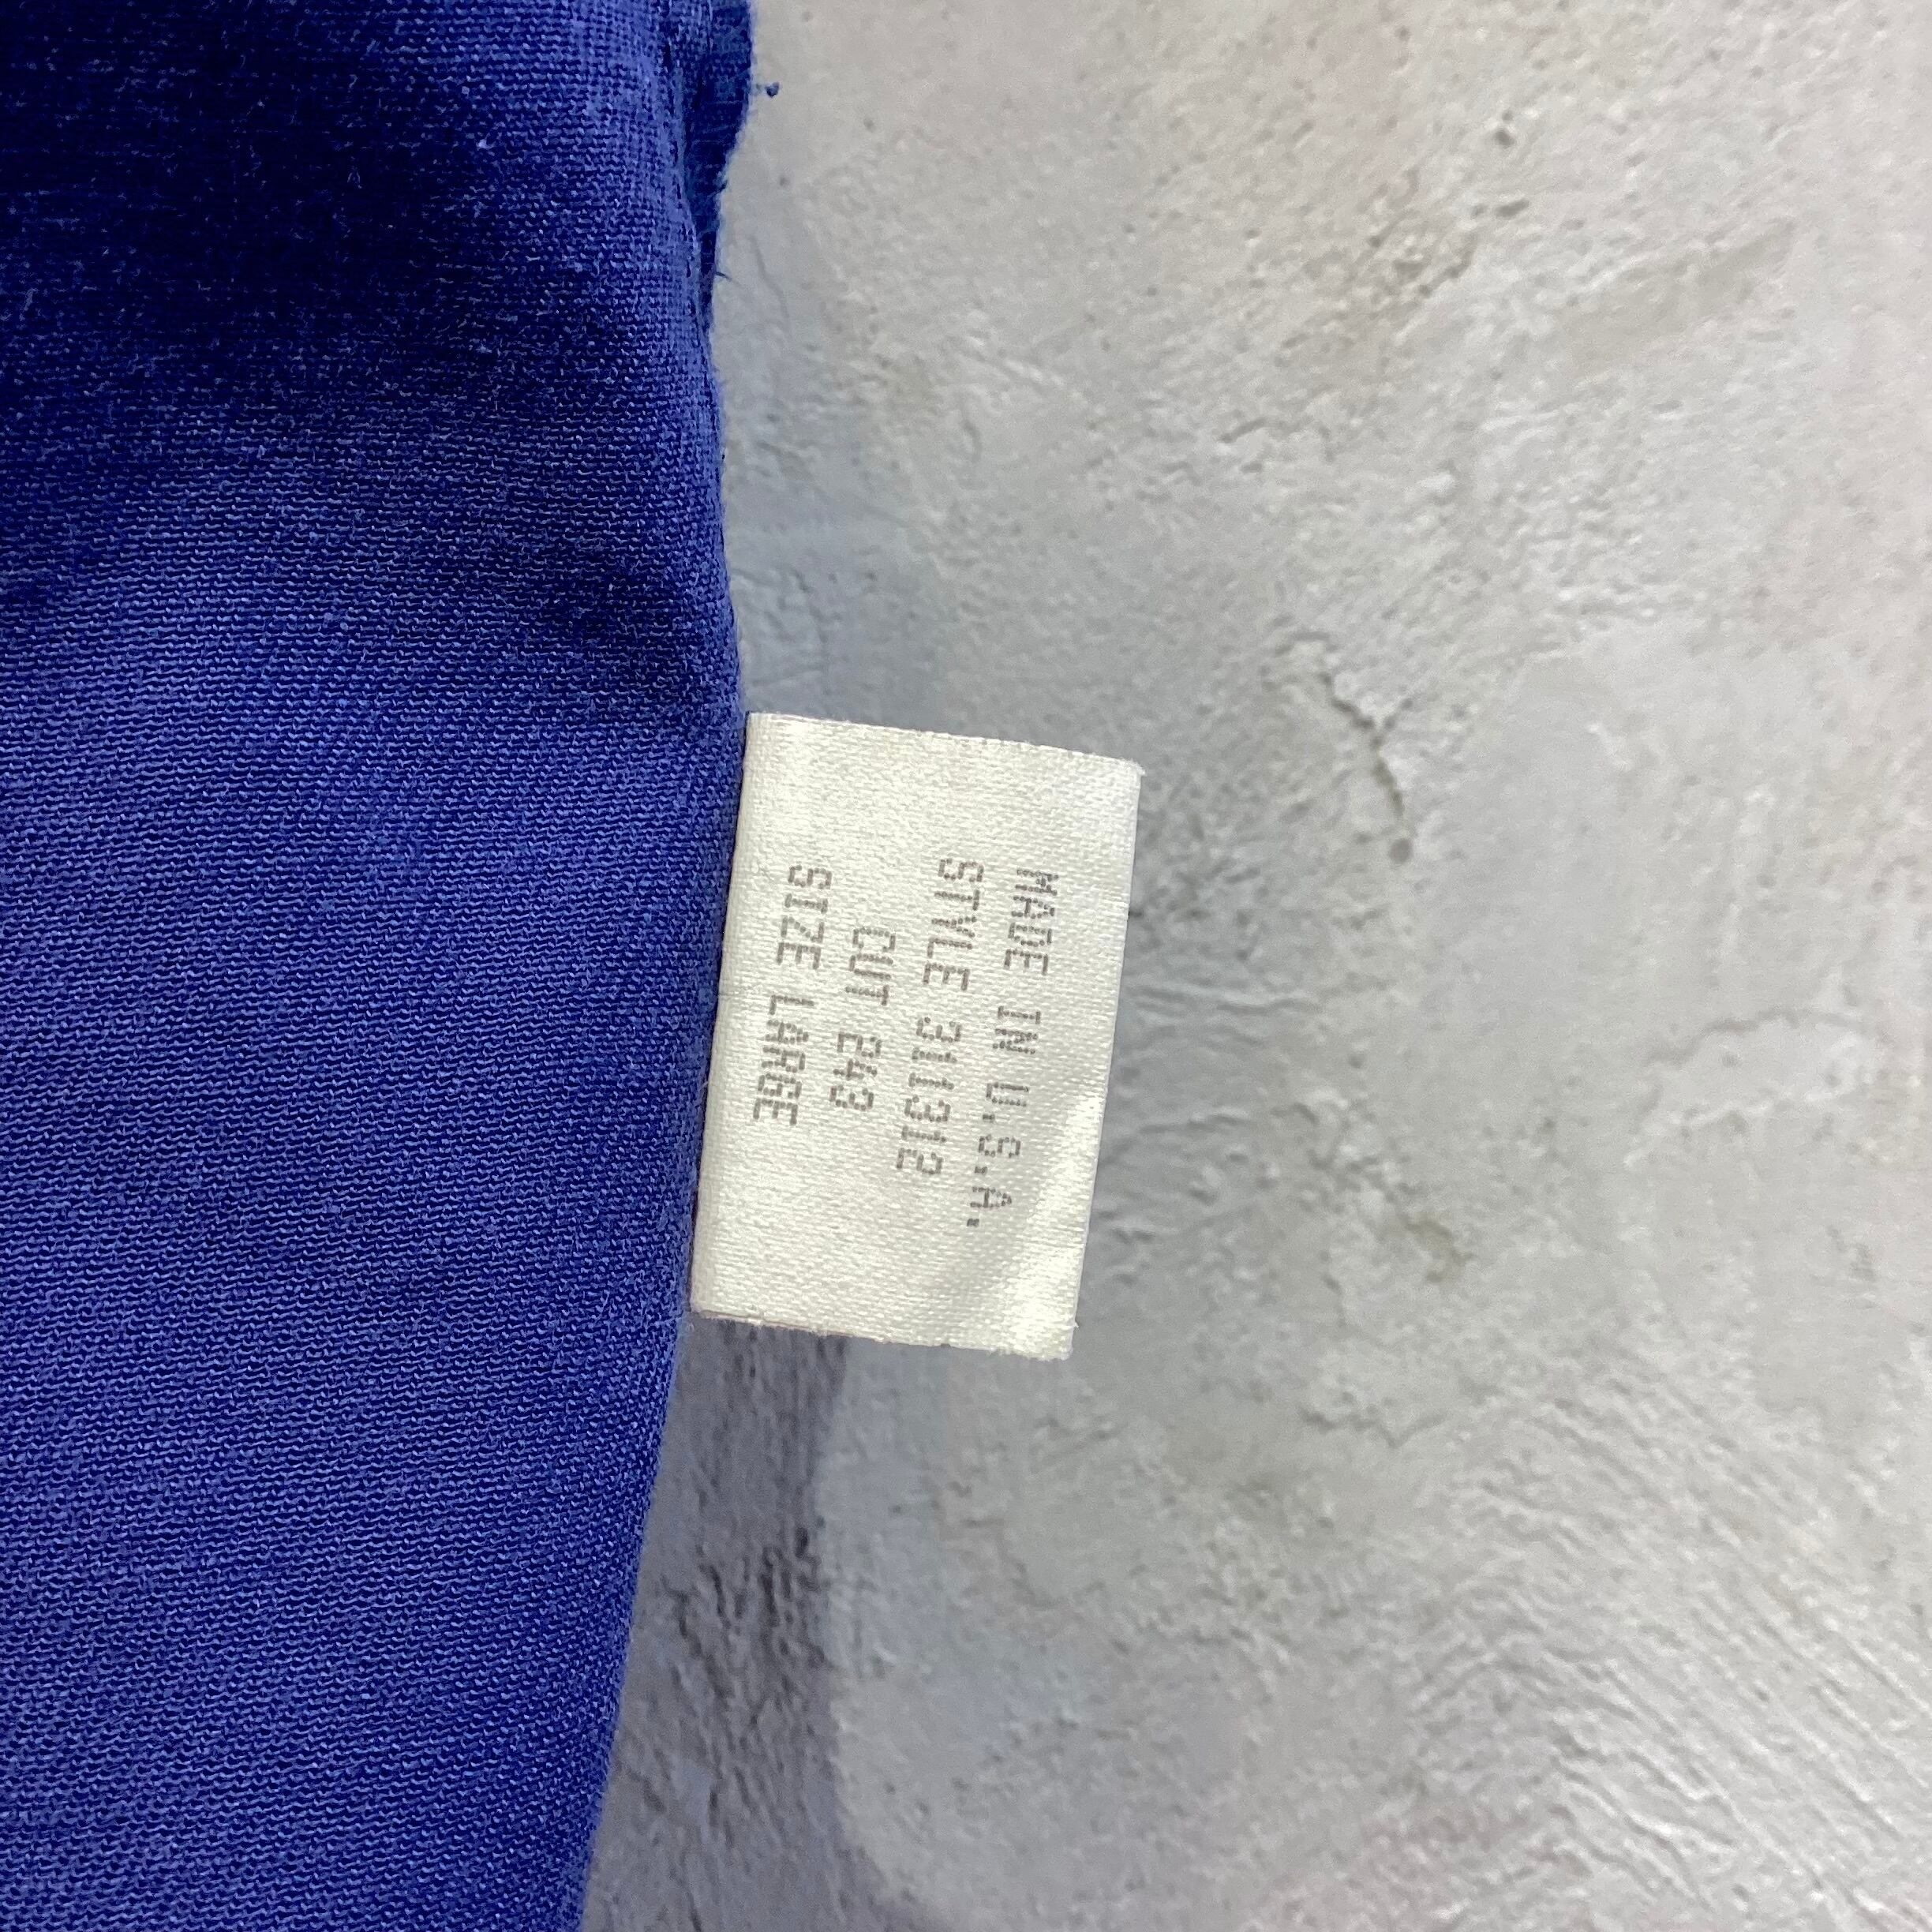 MADE IN U.S.A.
STYLE 311312
CUT 243
SIZE LARGE